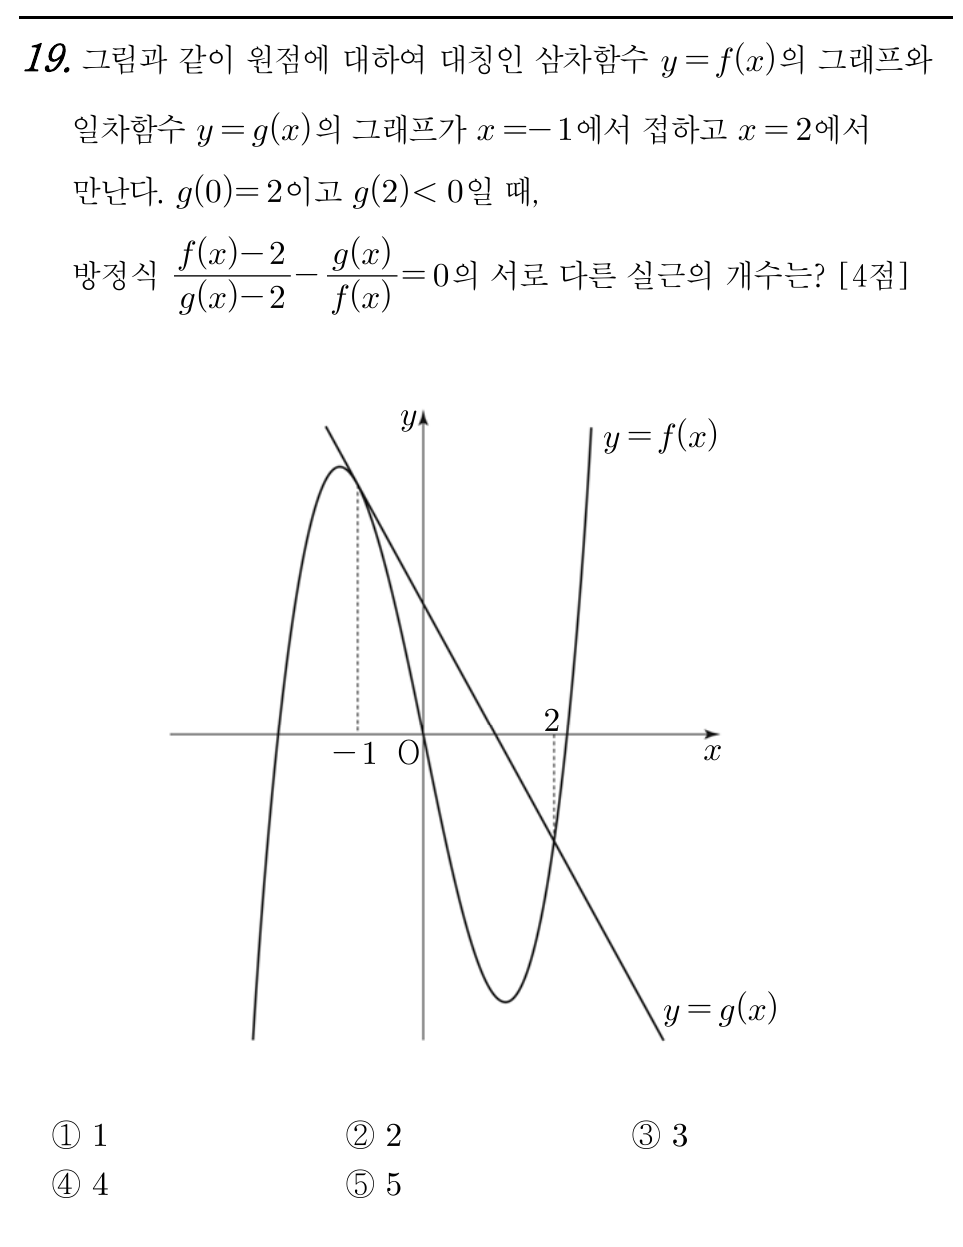 19. 그림과 같이 원점에 대하여 대칭인 삼차함수 y=f(x)의 그래프와
일차함수 y=g(x)의 그래프가 x=-1에서 접하고 x=2에서
만난다. g(0)=2이고 g(2)<0일 때,
방정식 \frac{f(x)-2}{g(x)-2} - \frac{g(x)}{f(x)} = 0의 서로 다른 실근의 개수는? [4점]
y
y=f(x)
2
-1 O
x
y=g(x)
① 1 ② 2 ③ 3
④ 4 ⑤ 5